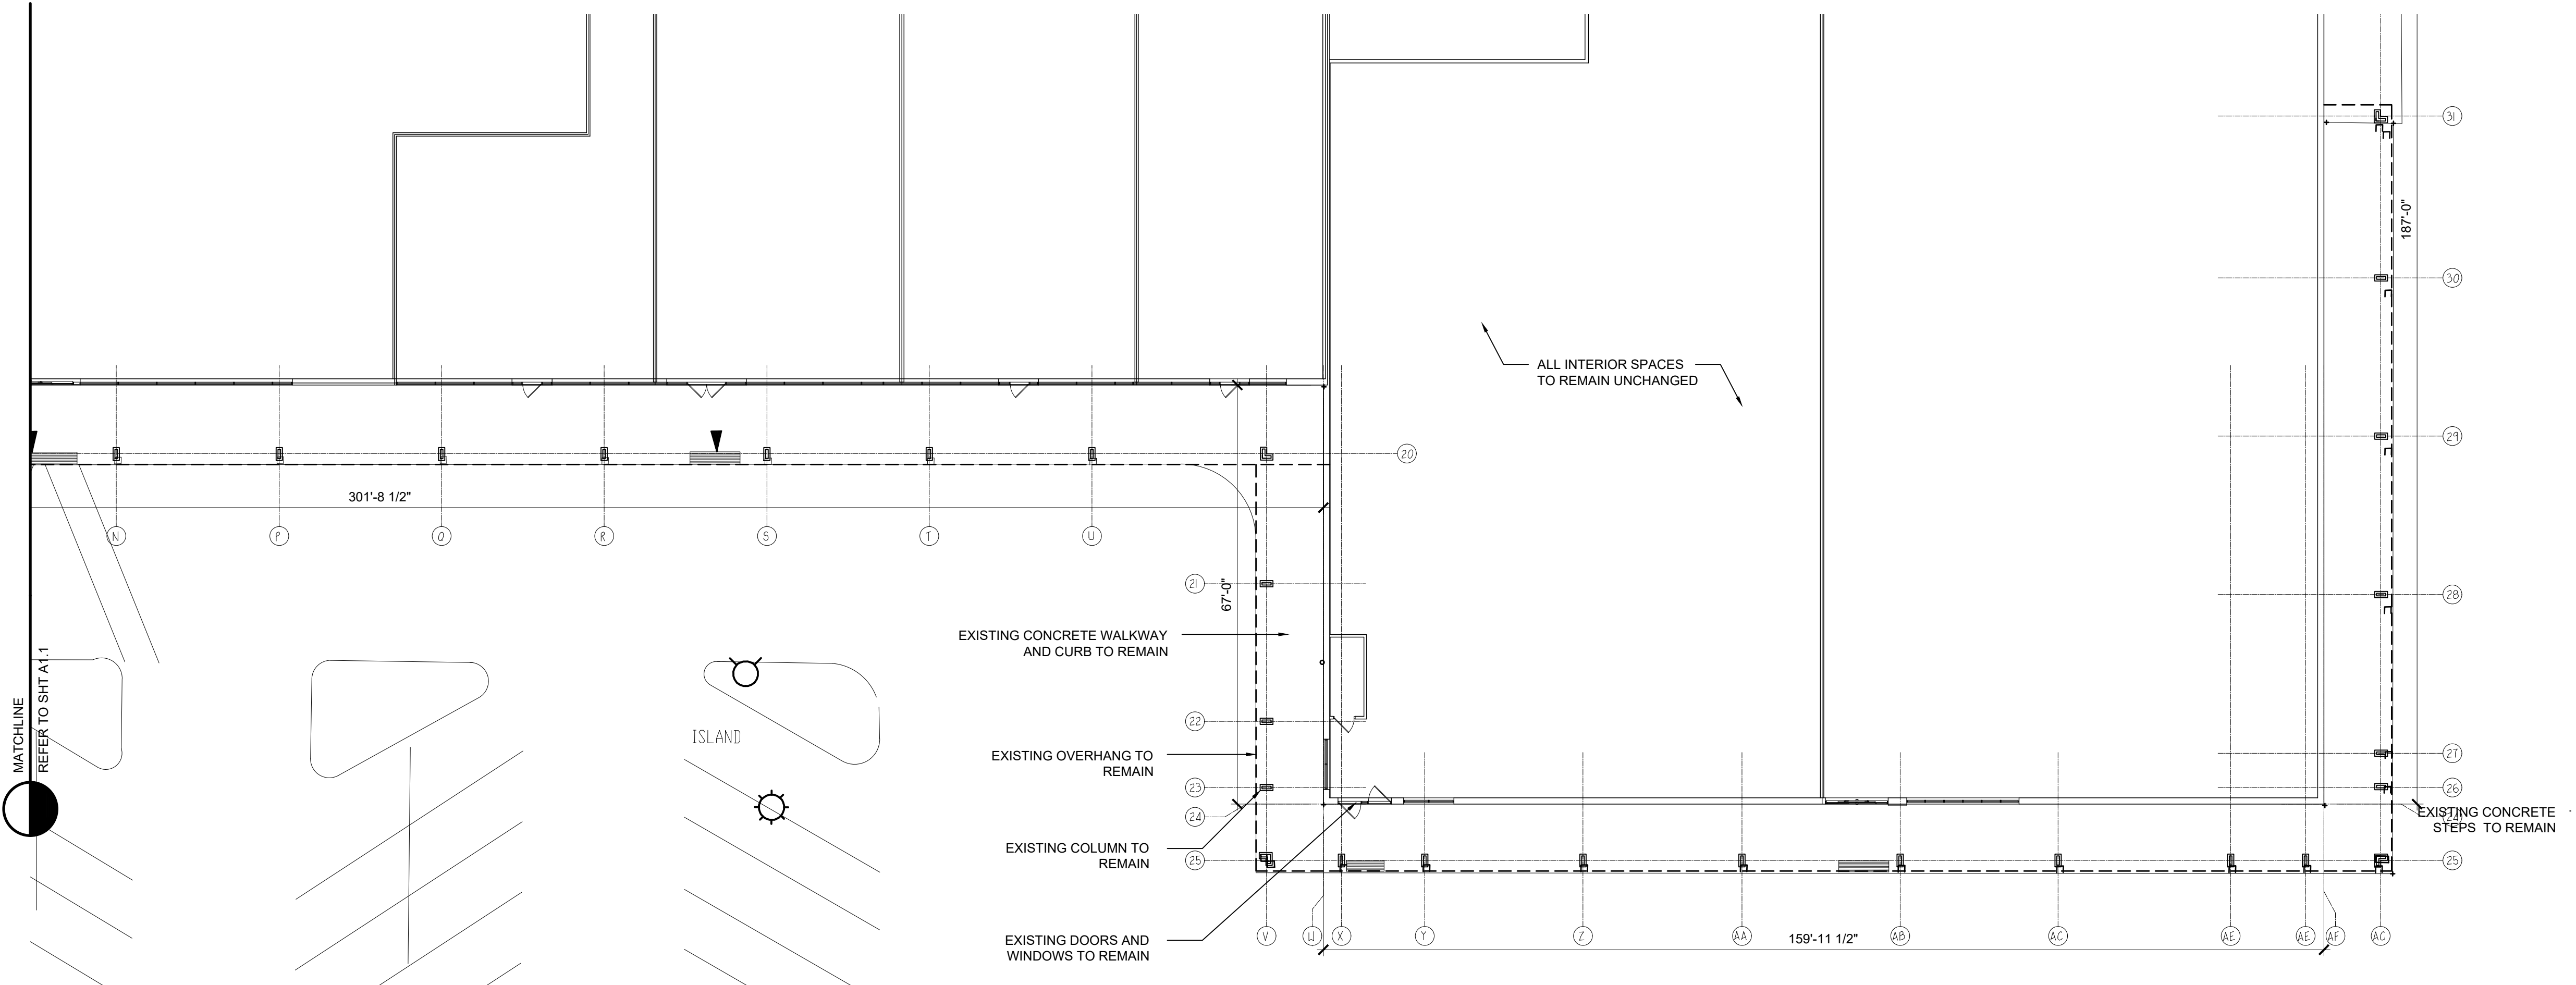 31
187'-0"
30
ALL INTERIOR SPACES
TO REMAIN UNCHANGED
29
20
301'-8 1/2"
N
P
Q
R
S
T
U
21
67'-0"
28
EXISTING CONCRETE WALKWAY
AND CURB TO REMAIN
MATCHLINE
REFER TO SHT A1.1
22
ISLAND
EXISTING OVERHANG TO
REMAIN
27
23
26
24
EXISTING CONCRETE
STEPS TO REMAIN
24
EXISTING COLUMN TO
REMAIN
25
25
EXISTING DOORS AND
WINDOWS TO REMAIN
V
W
X
Y
Z
AA
159'-11 1/2"
AB
AC
AE
AE
AF
AG